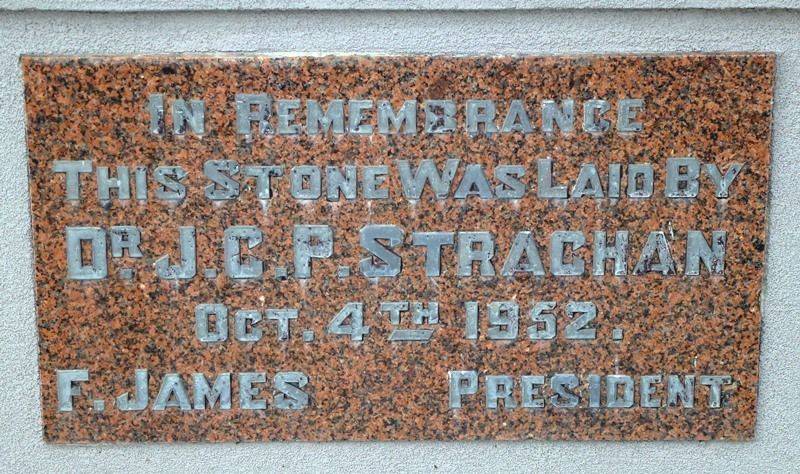 IN REMEMBRANCE
THIS STONE WAS LAID BY
DR. J.C.P. STRACHAN
OCT. 4TH 1952.
F. JAMES PRESIDENT